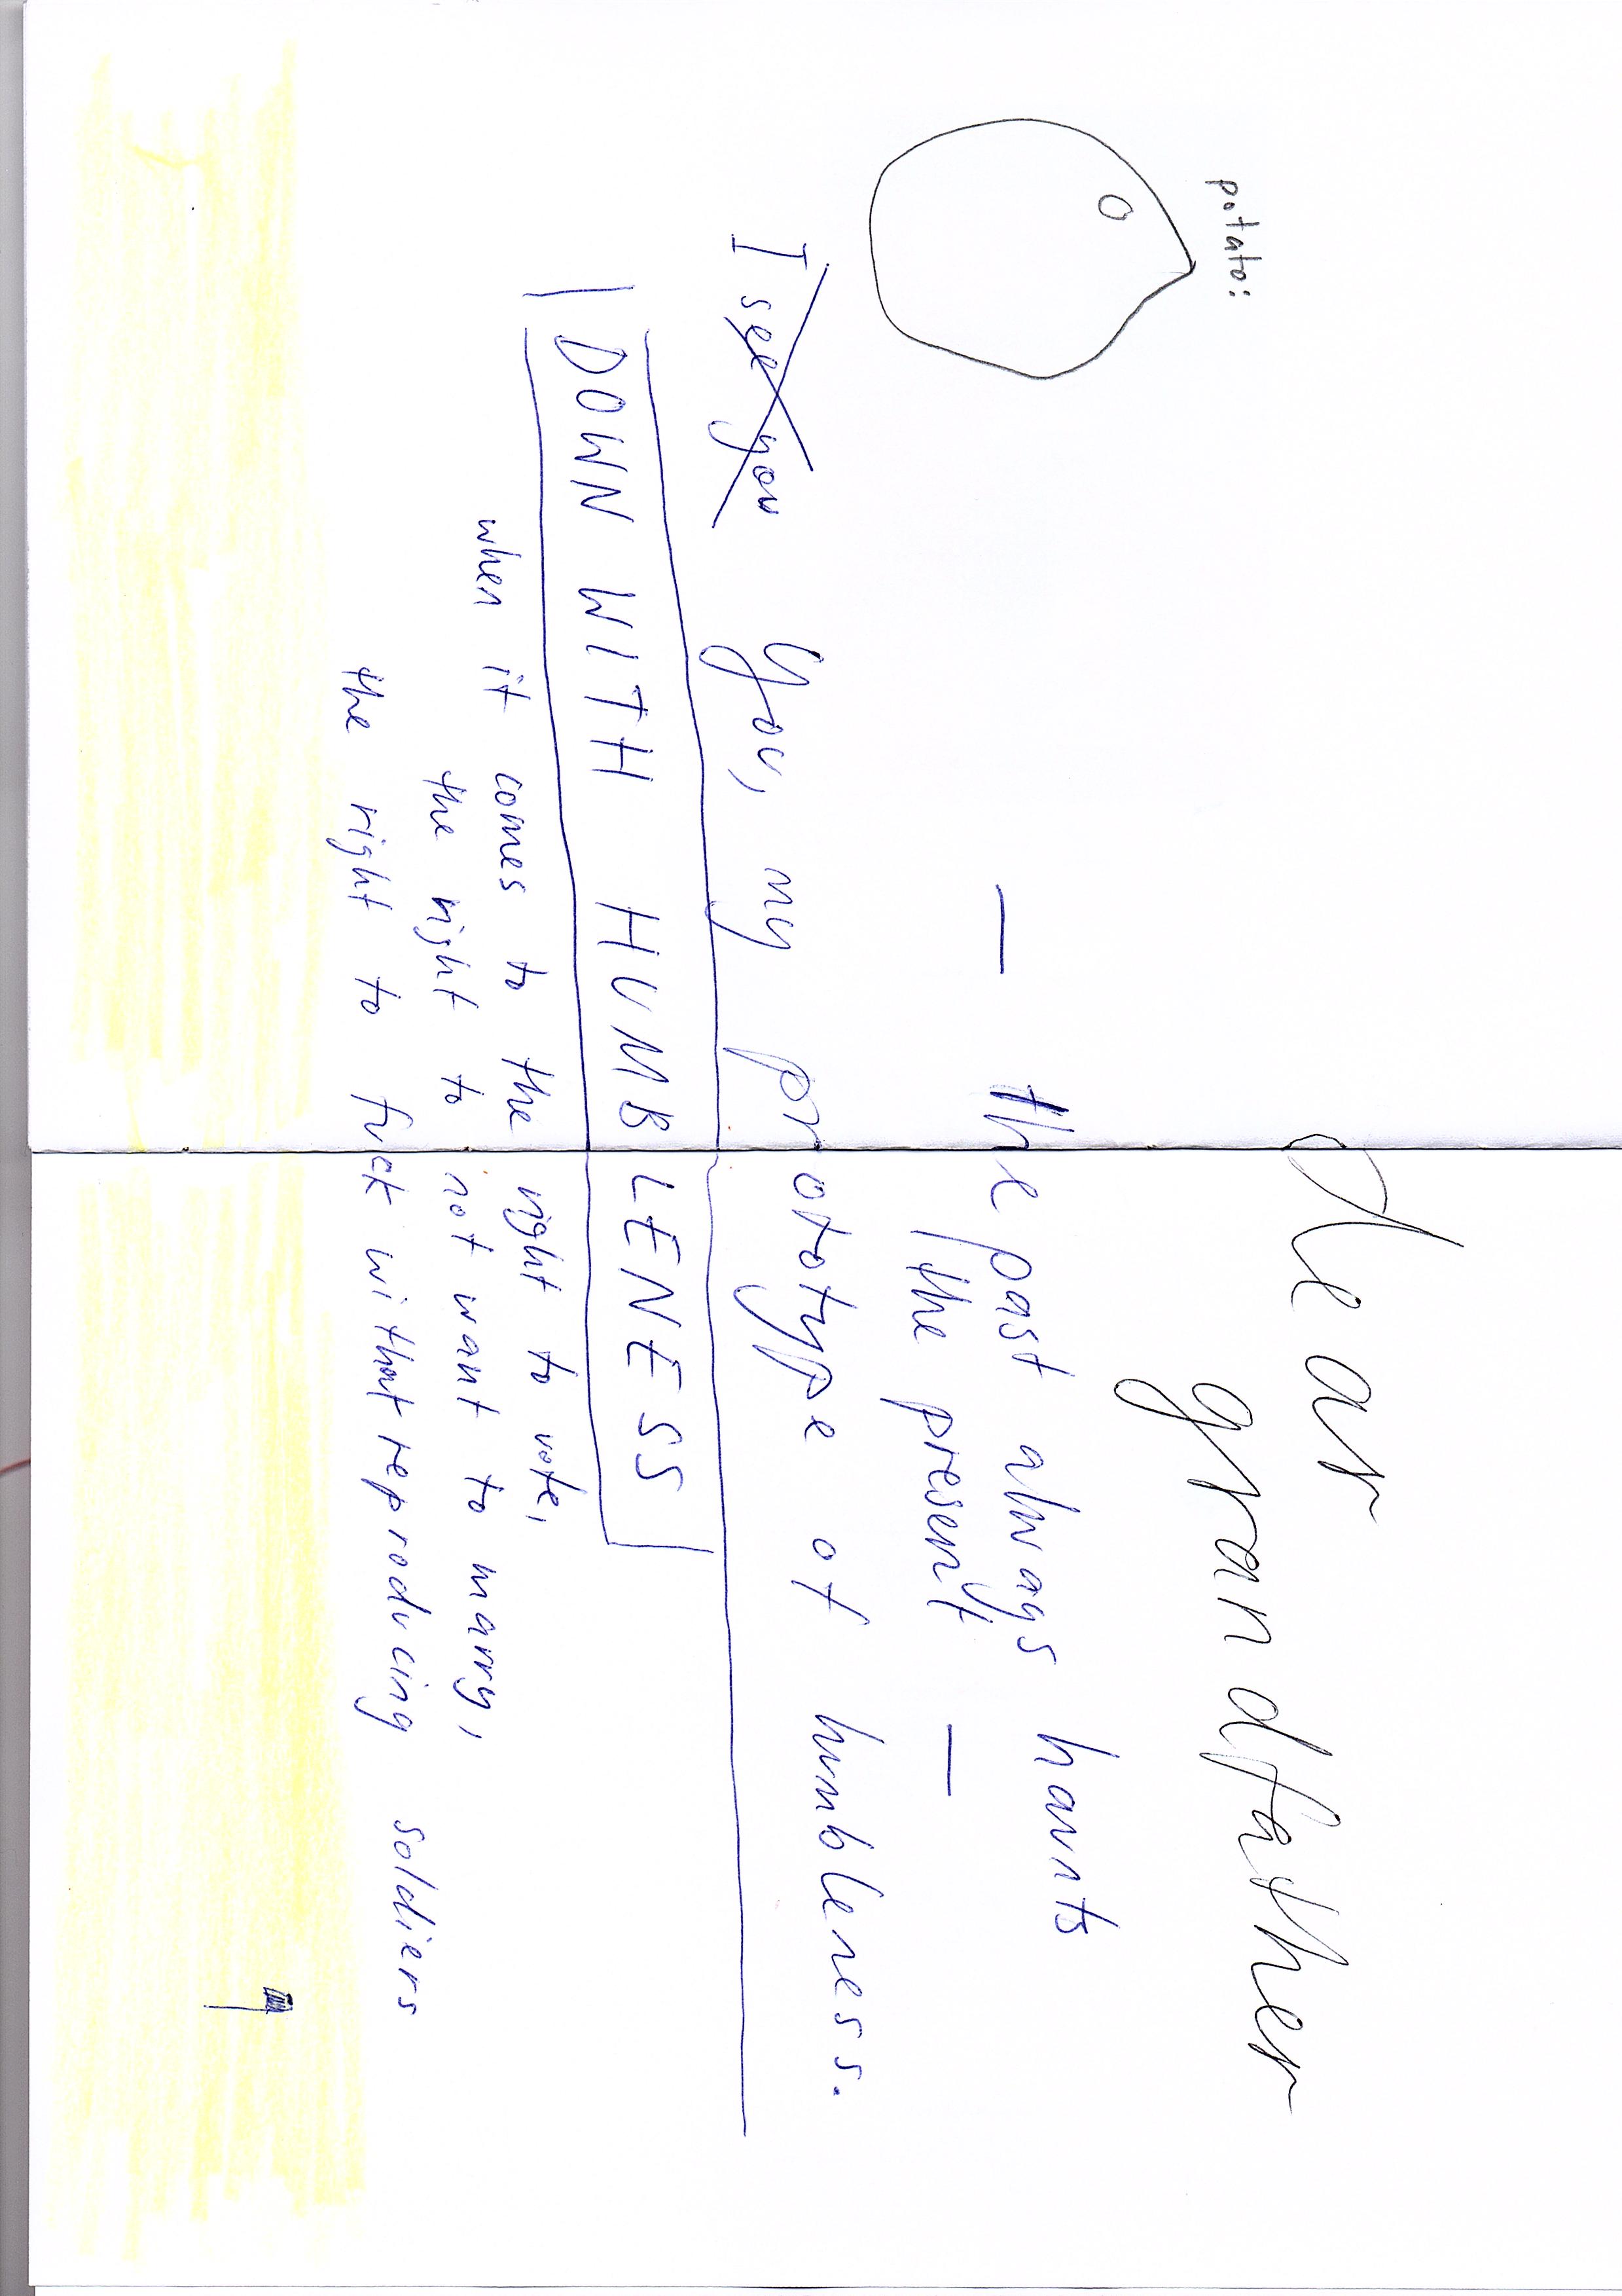 dear
grandfather
potato:
— the past always haunts
the present —
I see you You, my prototype of humbleness.
DOWN WITH HUMBLENESS
when it comes to the right to vote,
the right to not want to marry,
the right to fuck without reproducing soldiers